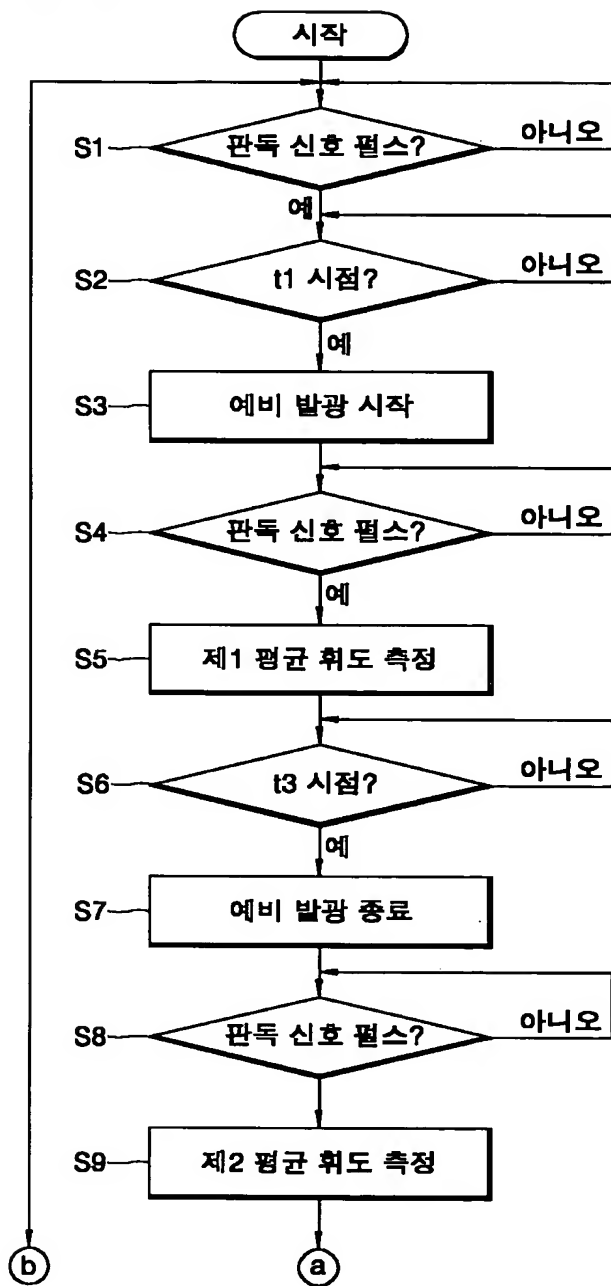 시작
S1
판독 신호 펄스?
아니오
예
S2
t1 시점?
아니오
예
S3
예비 발광 시작
S4
판독 신호 펄스?
아니오
예
S5
제1 평균 휘도 측정
S6
t3 시점?
아니오
예
S7
예비 발광 종료
S8
판독 신호 펄스?
아니오
S9
제2 평균 휘도 측정
b
a